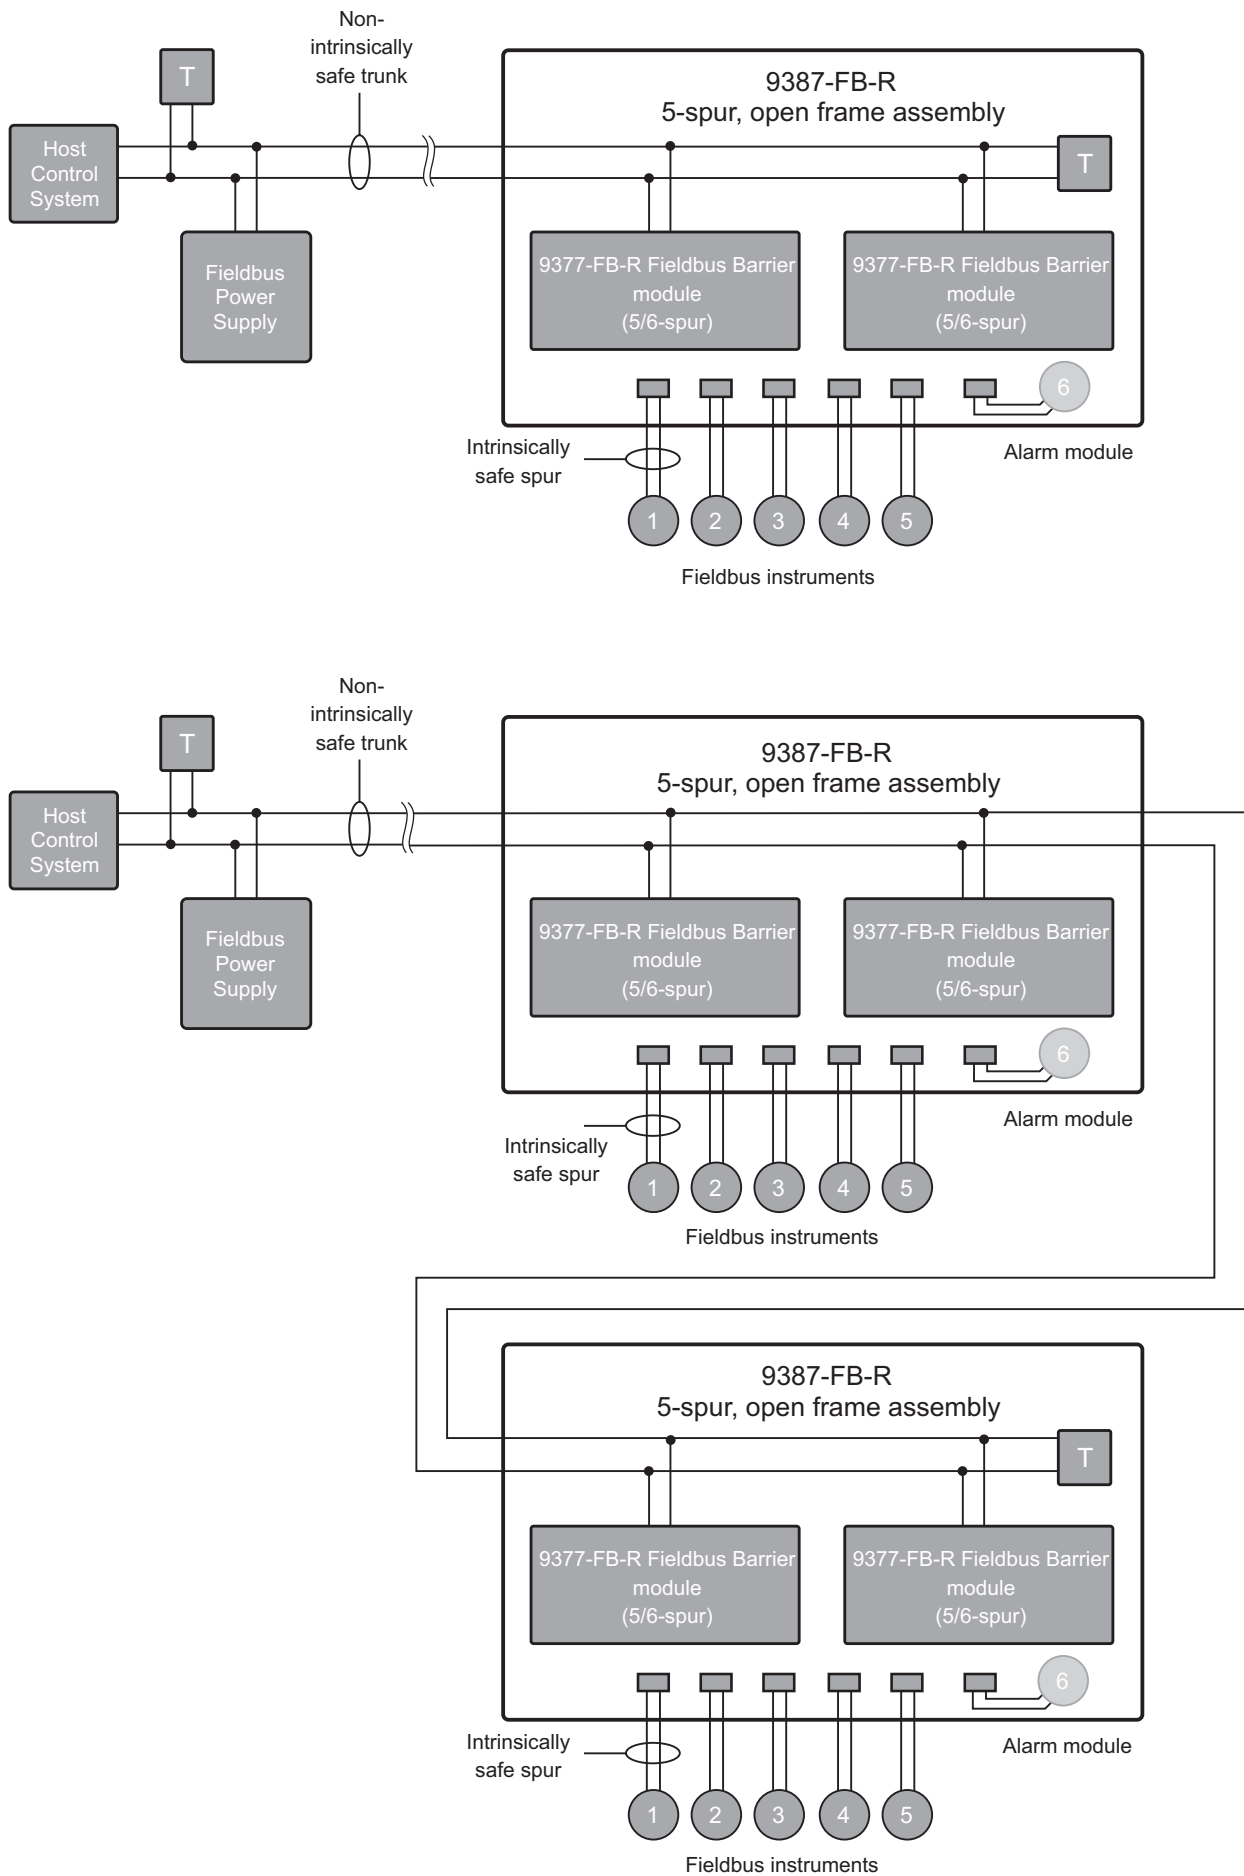 Non-
intrinsically
safe trunk
T
Host
Control
System
Fieldbus
Power
Supply
9387-FB-R
5-spur, open frame assembly
T
9377-FB-R Fieldbus Barrier
module
(5/6-spur)
9377-FB-R Fieldbus Barrier
module
(5/6-spur)
6
Intrinsically
safe spur
Alarm module
1
2
3
4
5
Fieldbus instruments
Non-
intrinsically
safe trunk
T
Host
Control
System
Fieldbus
Power
Supply
9387-FB-R
5-spur, open frame assembly
9377-FB-R Fieldbus Barrier
module
(5/6-spur)
9377-FB-R Fieldbus Barrier
module
(5/6-spur)
6
Alarm module
Intrinsically
safe spur
1
2
3
4
5
Fieldbus instruments
9387-FB-R
5-spur, open frame assembly
T
9377-FB-R Fieldbus Barrier
module
(5/6-spur)
9377-FB-R Fieldbus Barrier
module
(5/6-spur)
6
Intrinsically
safe spur
Alarm module
1
2
3
4
5
Fieldbus instruments